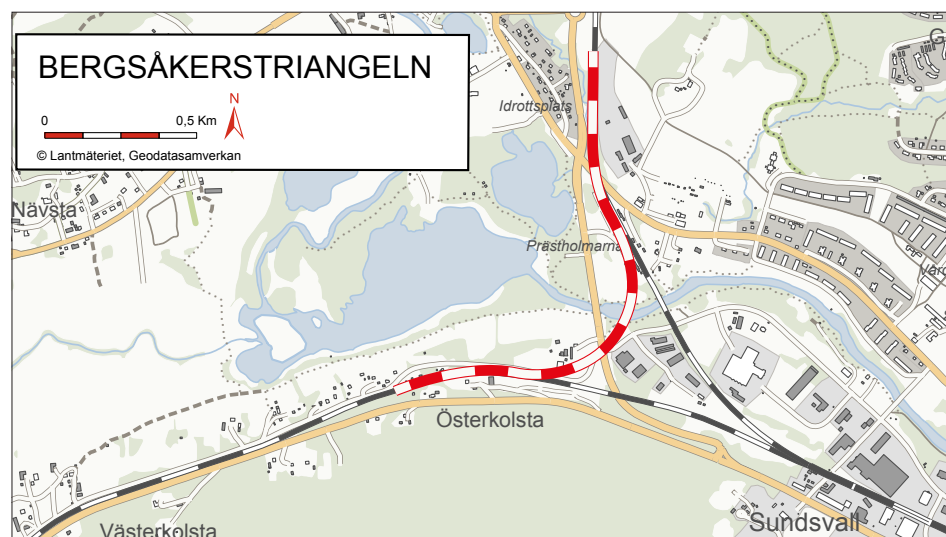 BERGSÅKERSTRIANGELN
N
0 0,5 Km
© Lantmäteriet, Geodatasamverkan
Idrottsplats
Nävsta
Prästholmarna
Österkolsta
Västerkolsta
Sundsvall